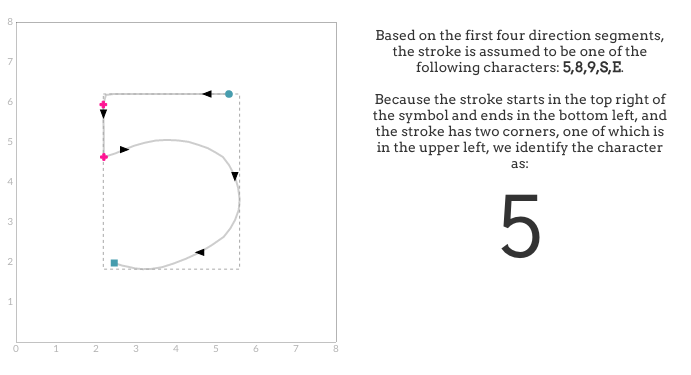 8
7
6
5
4
3
2
1
0 1 2 3 4 5 6 7 8
Based on the first four direction segments,
the stroke is assumed to be one of the
following characters: 5,8,9,S,E.
Because the stroke starts in the top right of
the symbol and ends in the bottom left, and
the stroke has two corners, one of which is
in the upper left, we identify the character
as:
5